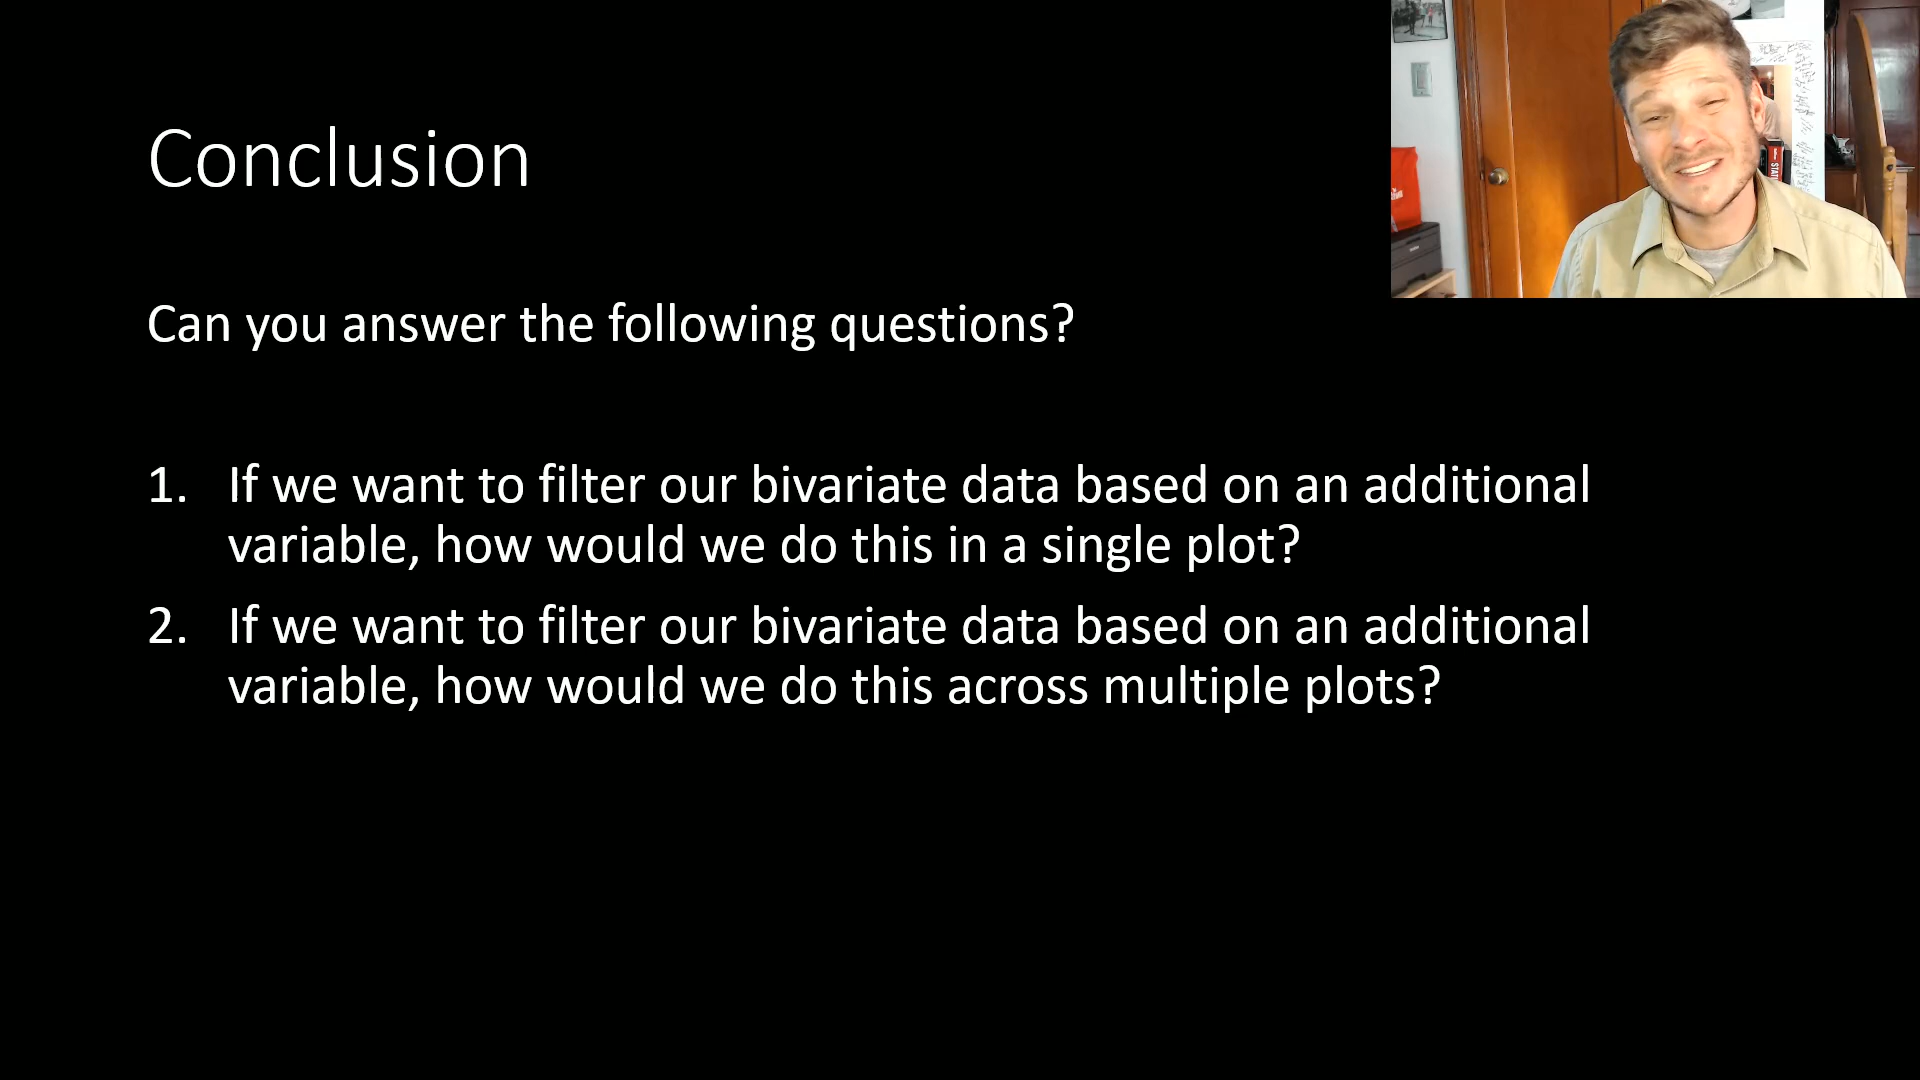 Conclusion
Can you answer the following questions?
1. If we want to filter our bivariate data based on an additional
variable, how would we do this in a single plot?
2. If we want to filter our bivariate data based on an additional
variable, how would we do this across multiple plots?